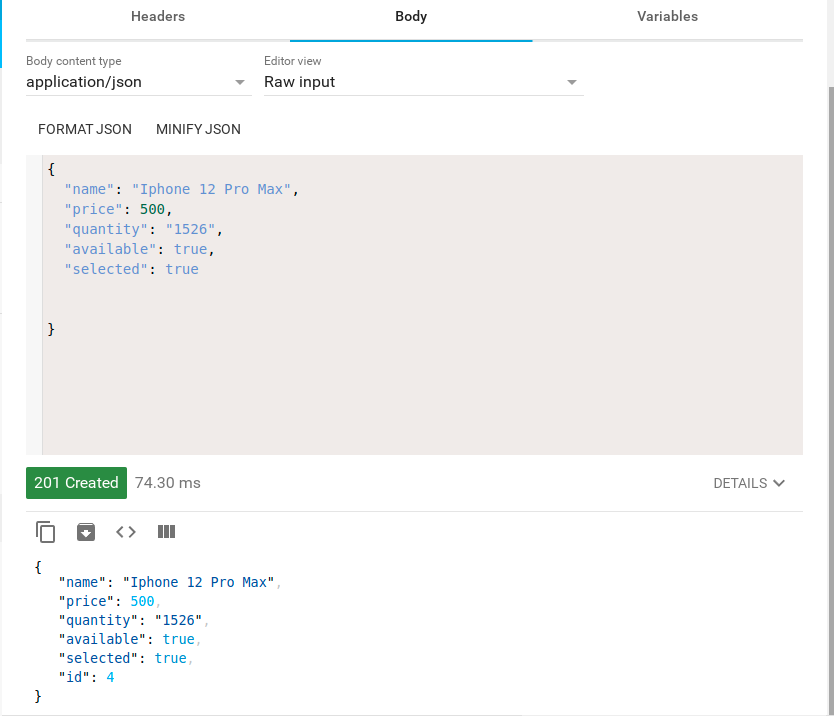 Headers Body Variables
Body content type Editor view
application/json Raw input
FORMAT JSON MINIFY JSON
{
"name": "Iphone 12 Pro Max",
"price": 500,
"quantity": "1526",
"available": true,
"selected": true
}
201 Created 74.30 ms DETAILS
{
"name": "Iphone 12 Pro Max",
"price": 500,
"quantity": "1526",
"available": true,
"selected": true,
"id": 4
}